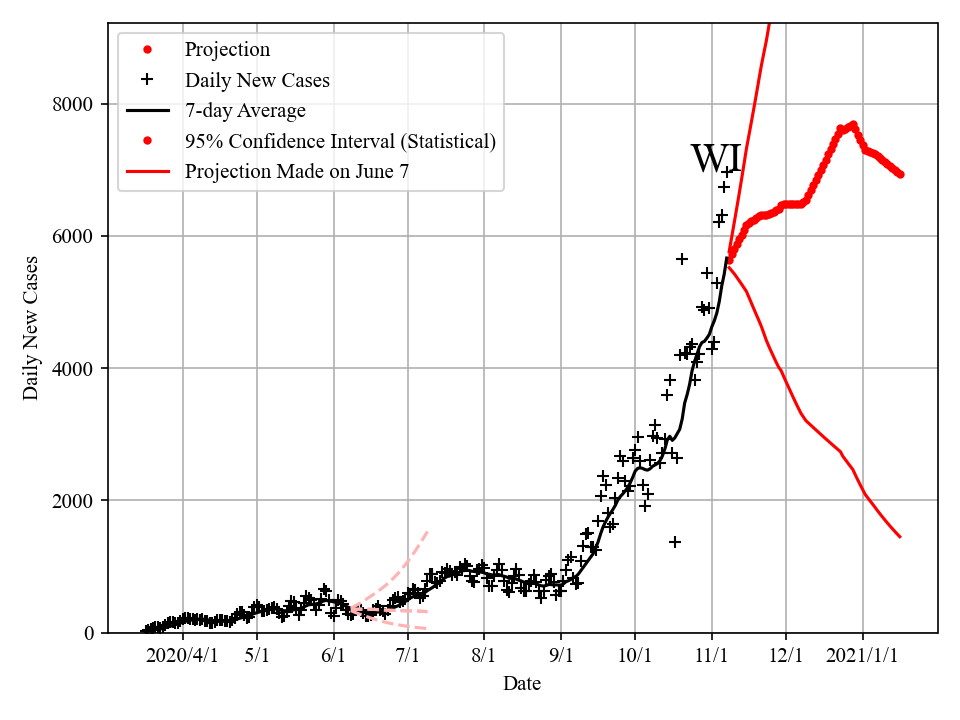 Projection
Daily New Cases
7-day Average
95% Confidence Interval (Statistical)
Projection Made on June 7
WI
Daily New Cases
8000
6000
4000
2000
0
2020/4/1 5/1 6/1 7/1 8/1 9/1 10/1 11/1 12/1 2021/1/1
Date